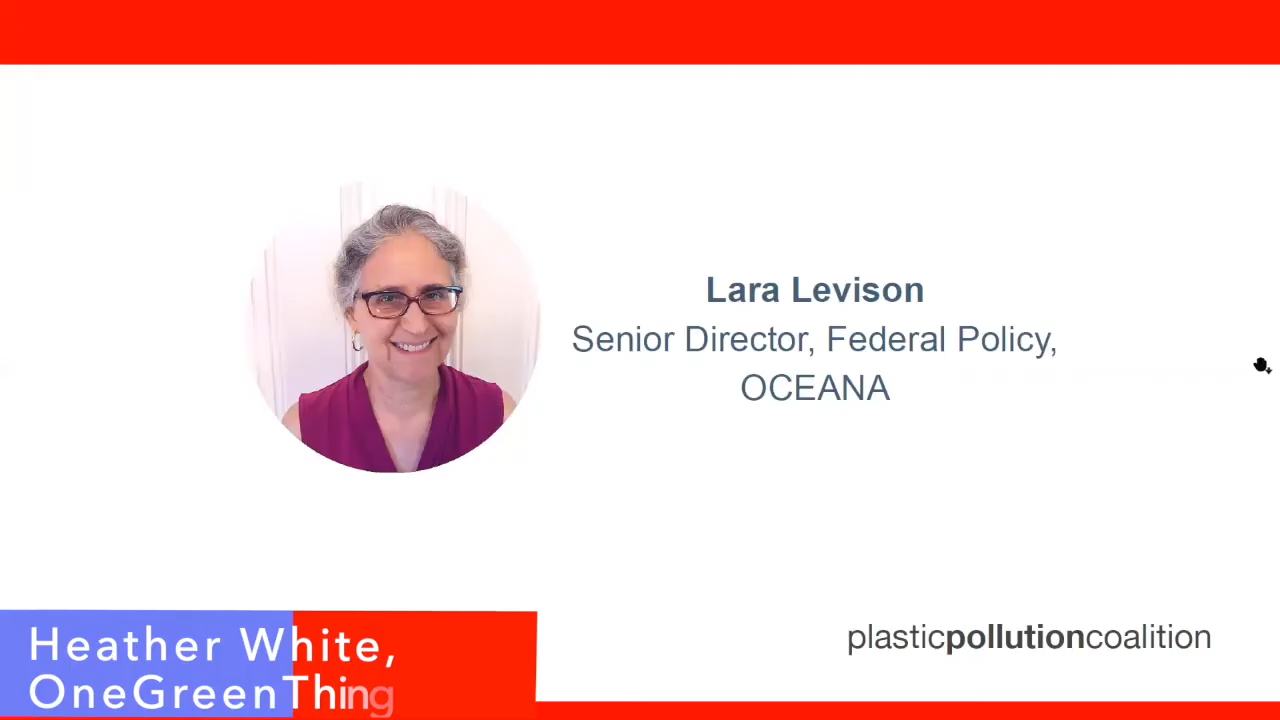 Lara Levison
Senior Director, Federal Policy,
OCEANA
Heather White,
OneGreenThing
plasticpollutioncoalition